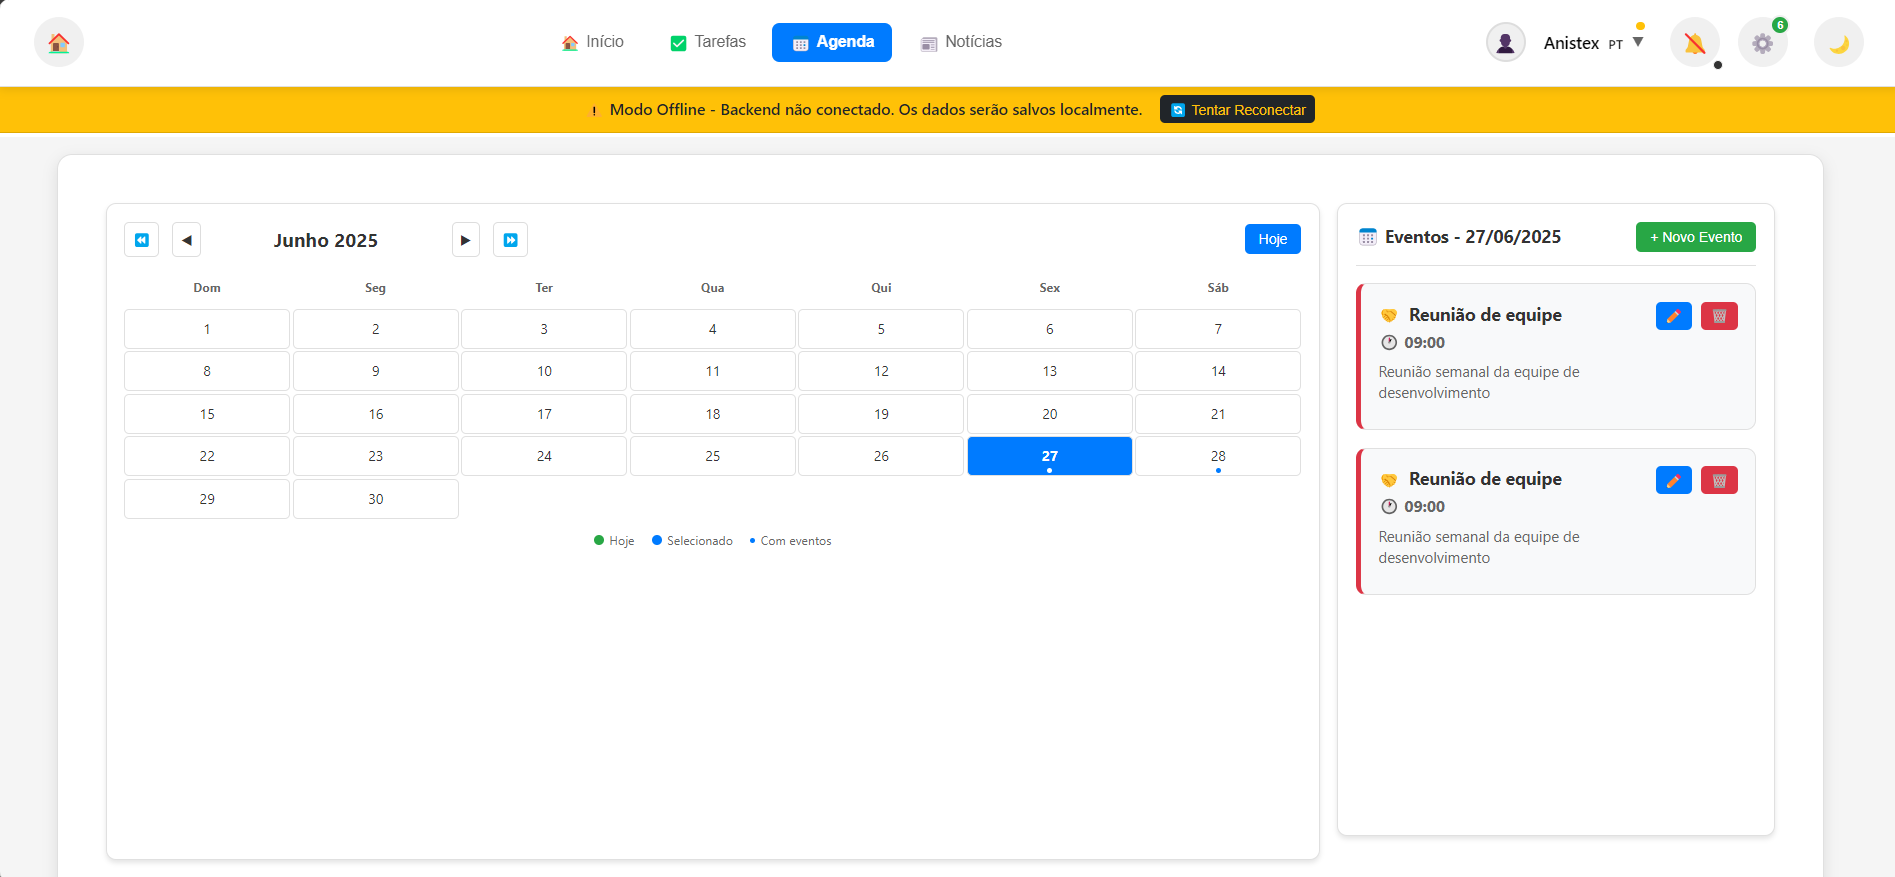 Início
Tarefas
Agenda
Notícias
Anistex PT ▼
6
Modo Offline - Backend não conectado. Os dados serão salvos localmente.
Tentar Reconectar
Junho 2025
Hoje
Dom Seg Ter Qua Qui Sex Sáb
1 2 3 4 5 6 7
8 9 10 11 12 13 14
15 16 17 18 19 20 21
22 23 24 25 26 27 28
29 30
Hoje Selecionado Com eventos
Eventos - 27/06/2025
+ Novo Evento
Reunião de equipe
09:00
Reunião semanal da equipe de
desenvolvimento
Reunião de equipe
09:00
Reunião semanal da equipe de
desenvolvimento